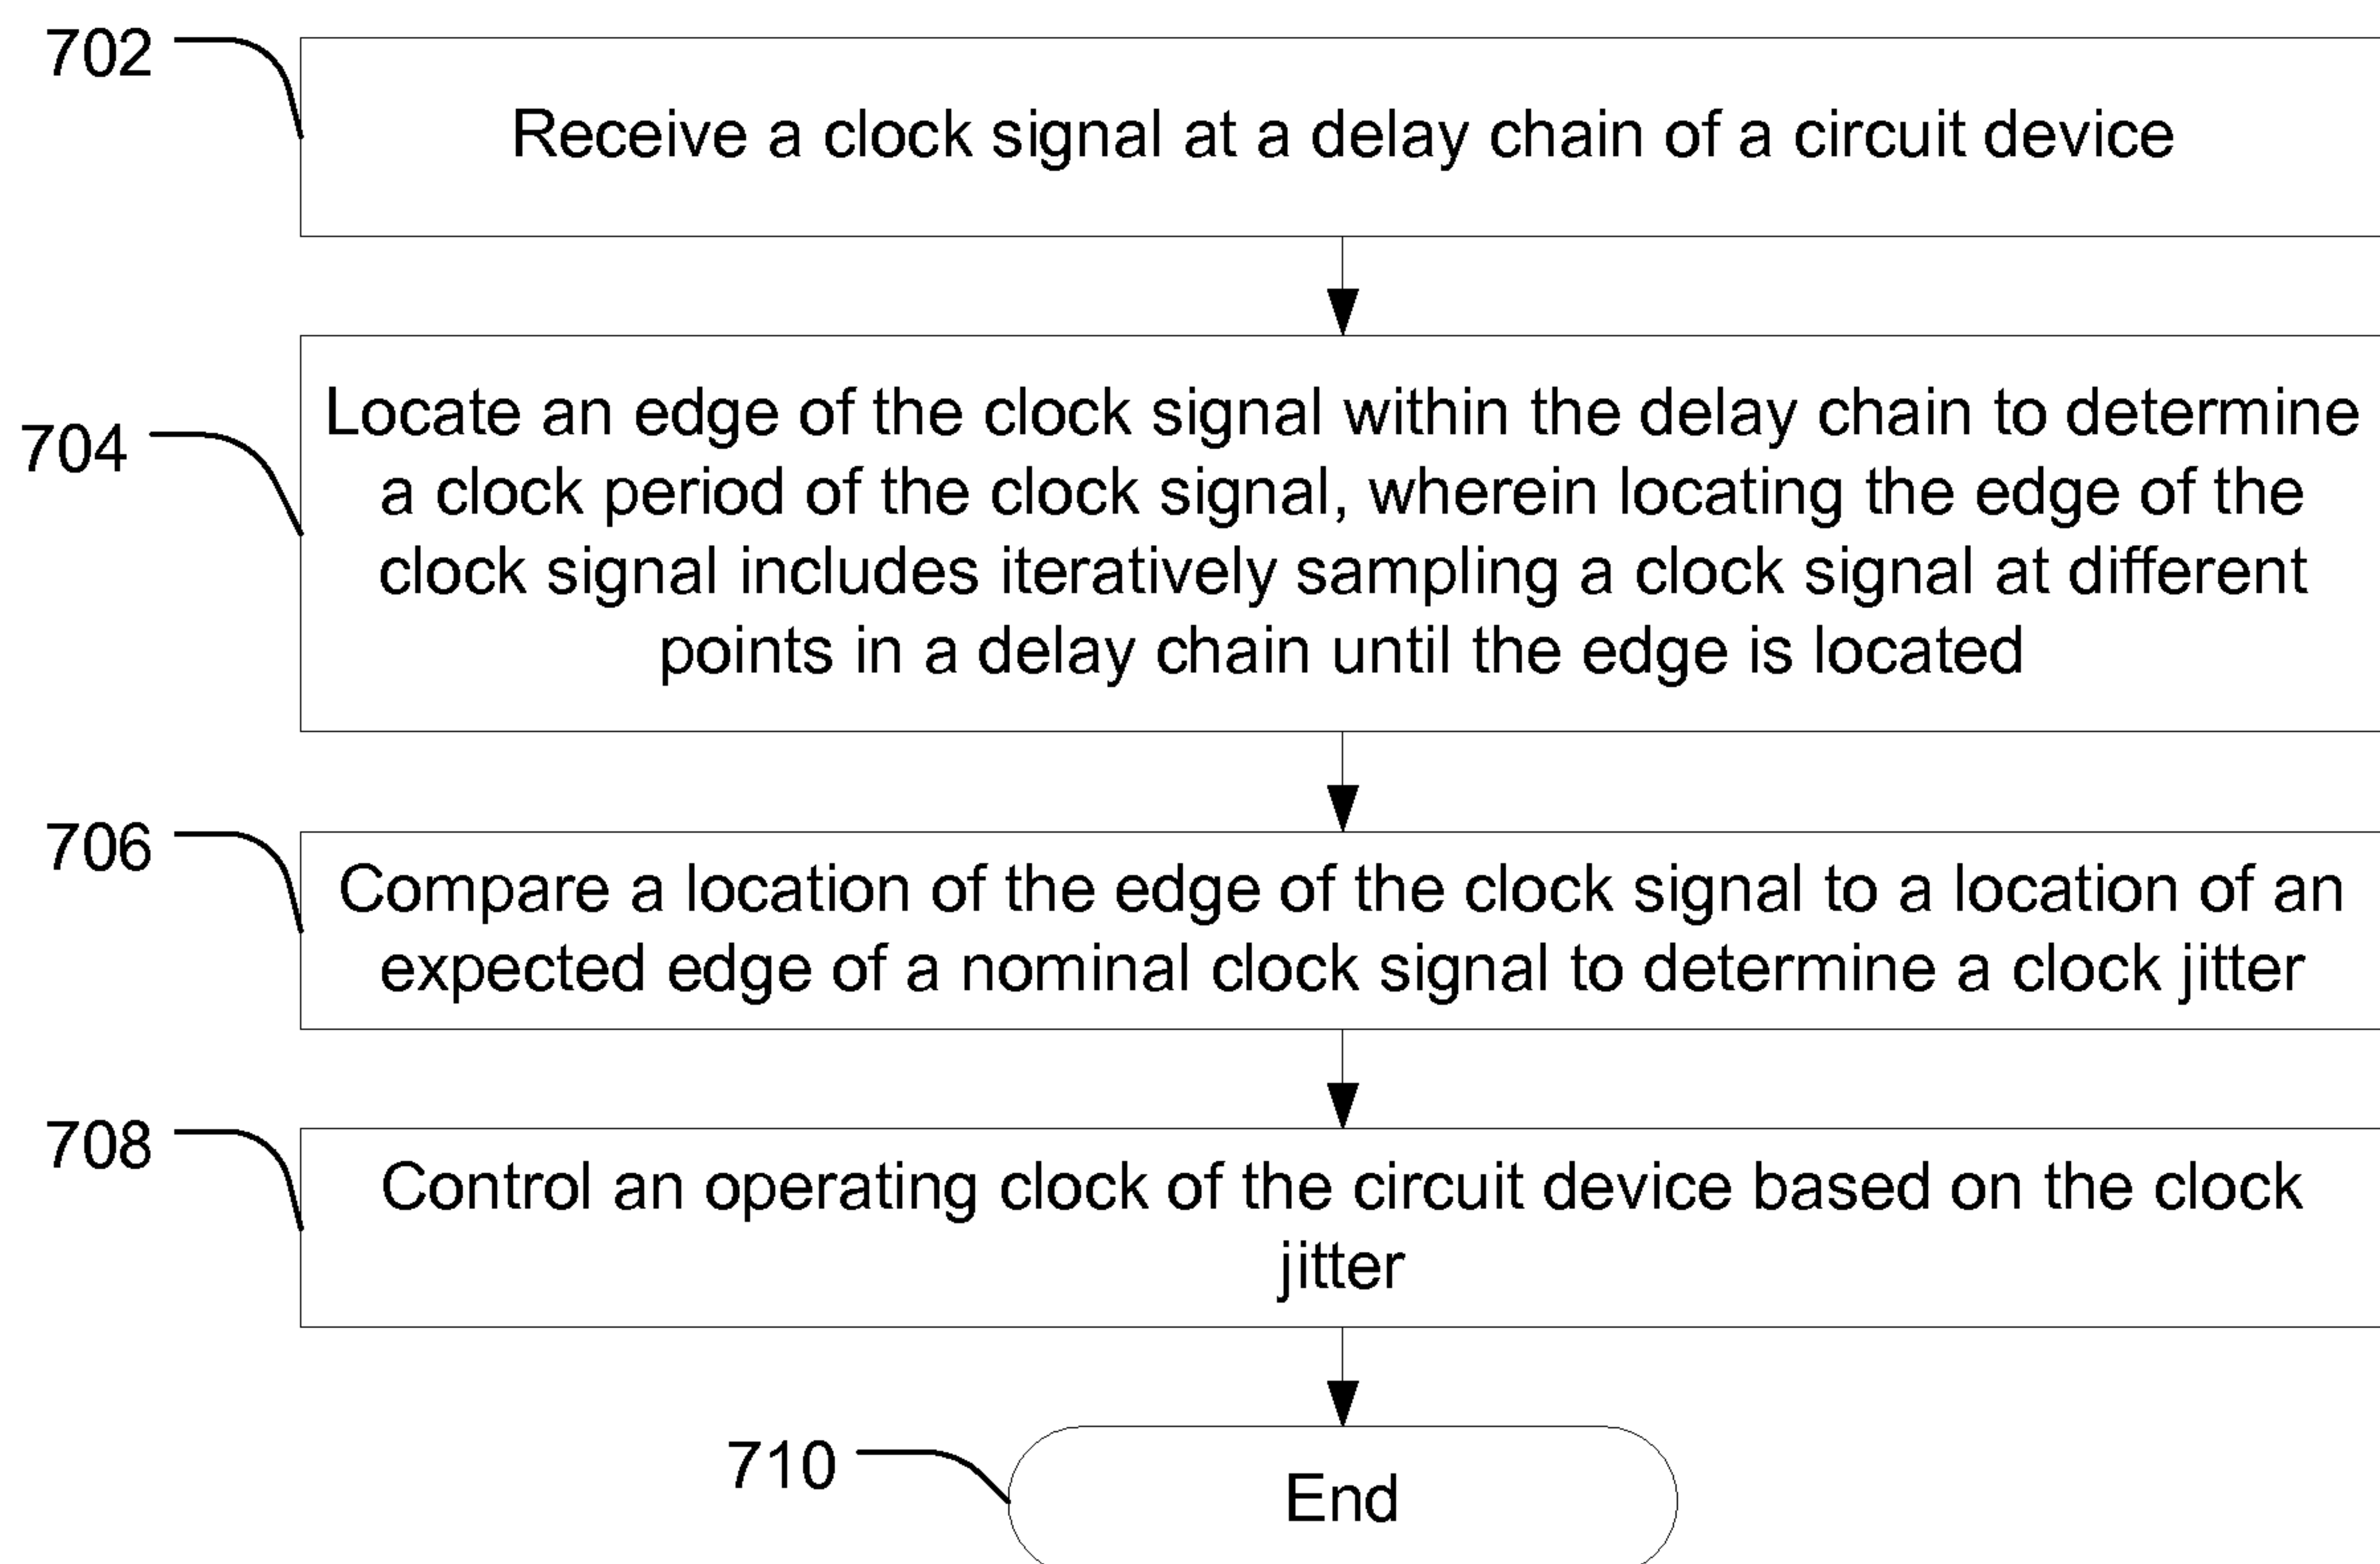 702
Receive a clock signal at a delay chain of a circuit device
704
Locate an edge of the clock signal within the delay chain to determine
a clock period of the clock signal, wherein locating the edge of the
clock signal includes iteratively sampling a clock signal at different
points in a delay chain until the edge is located
706
Compare a location of the edge of the clock signal to a location of an
expected edge of a nominal clock signal to determine a clock jitter
708
Control an operating clock of the circuit device based on the clock
jitter
710
End